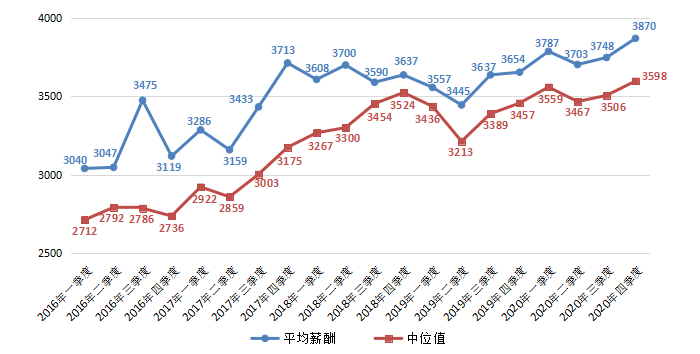 4000
3500
3000
2500
3040
3047
3475
3119
3286
3159
3433
3713
3608
3700
3590
3637
3557
3445
3637
3654
3787
3703
3748
3870
2712
2792
2786
2736
2922
2859
3003
3175
3267
3300
3454
3524
3436
3213
3389
3457
3559
3467
3506
3598
2016年一季度
2016年二季度
2016年三季度
2016年四季度
2017年一季度
2017年二季度
2017年三季度
2017年四季度
2018年一季度
2018年二季度
2018年三季度
2018年四季度
2019年一季度
2019年二季度
2019年三季度
2019年四季度
2020年一季度
2020年二季度
2020年三季度
2020年四季度
平均薪酬
中位值